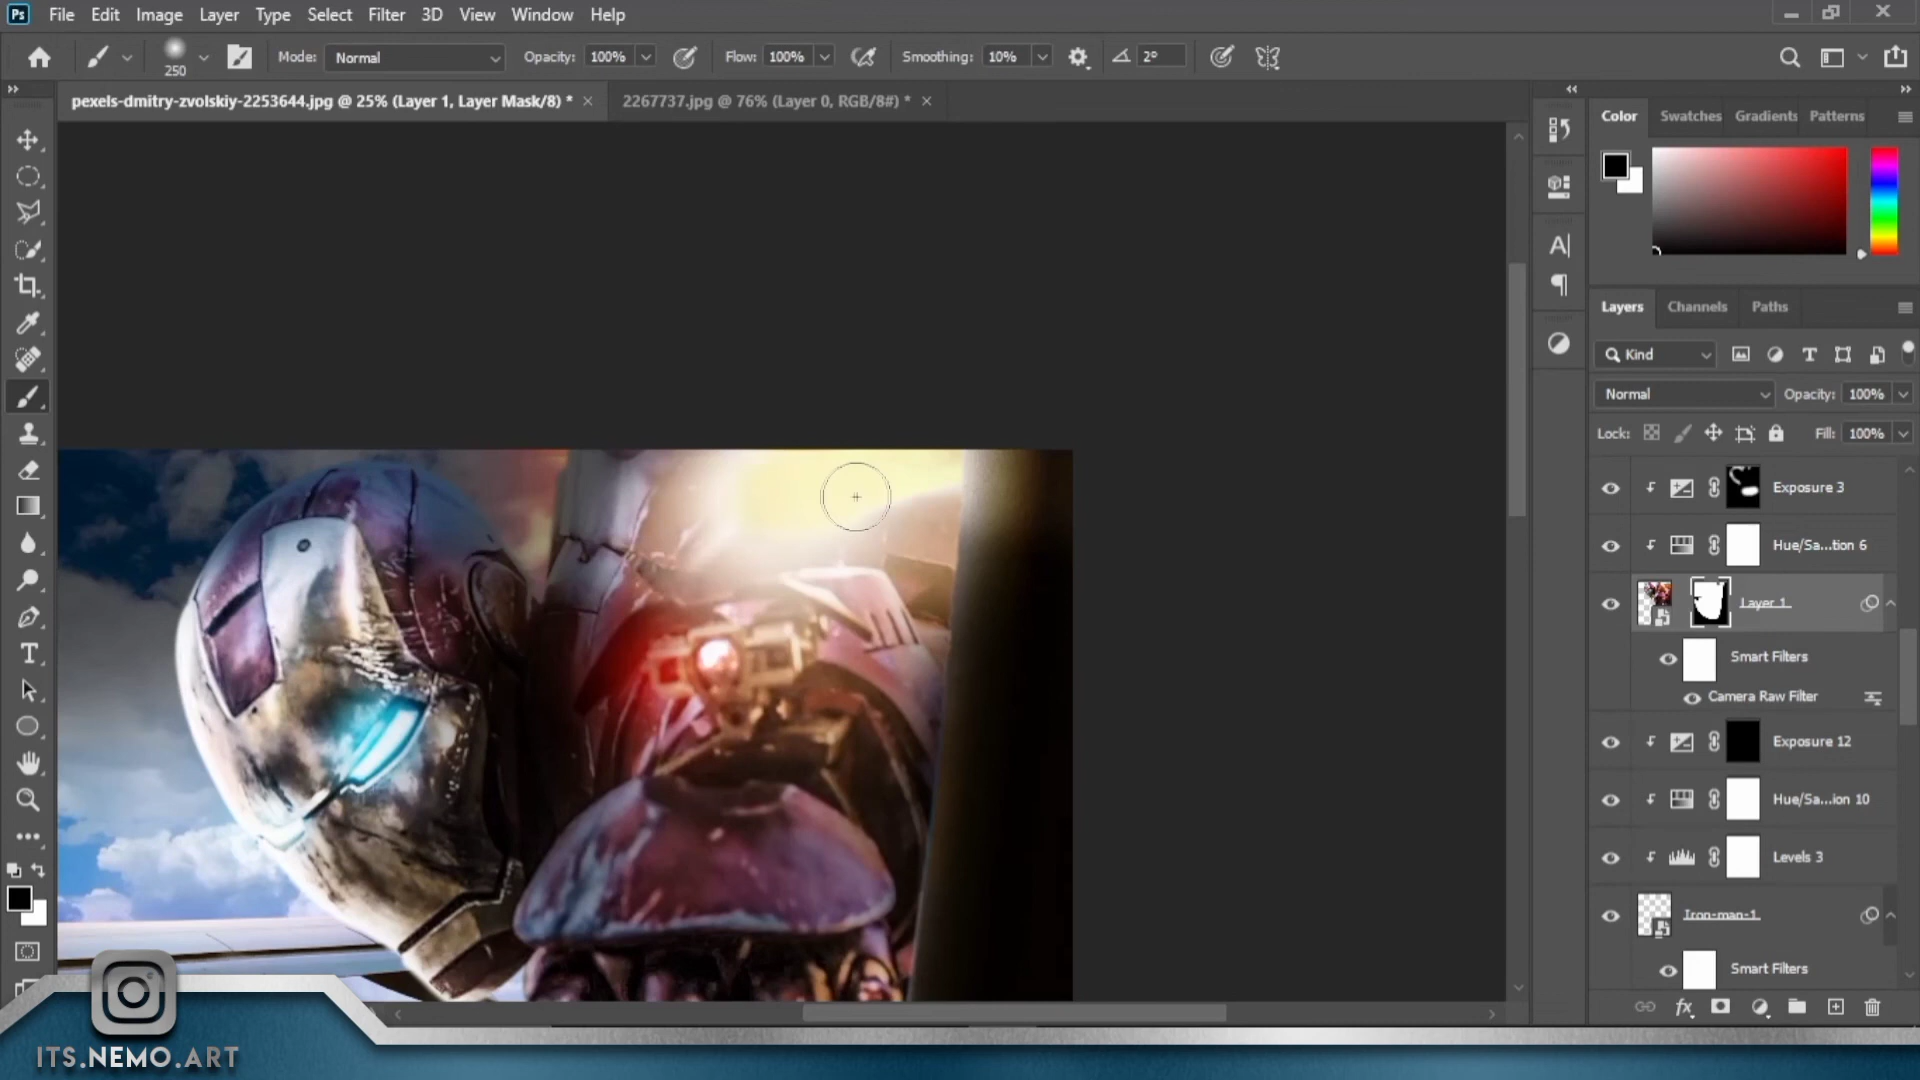 Ps File Edit Image Layer Type Select Filter 3D View Window Help
250 Mode: Normal Opacity: 100% Flow: 100% Smoothing: 10% 2°
pexels-dmitry-zvolskiy-2253644.jpg @ 25% (Layer 1, Layer Mask/8) * × 2267737.jpg @ 76% (Layer 0, RGB/8#) * ×
Color Swatches Gradients Patterns
Layers Channels Paths
Kind
Normal Opacity: 100%
Lock: Fill: 100%
Exposure 3
Hue/Sa...tion 6
Layer 1
Smart Filters
Camera Raw Filter
Exposure 12
Hue/Sa...ion 10
Levels 3
Iron-man-1
Smart Filters
fx
ITS.NEMO.ART